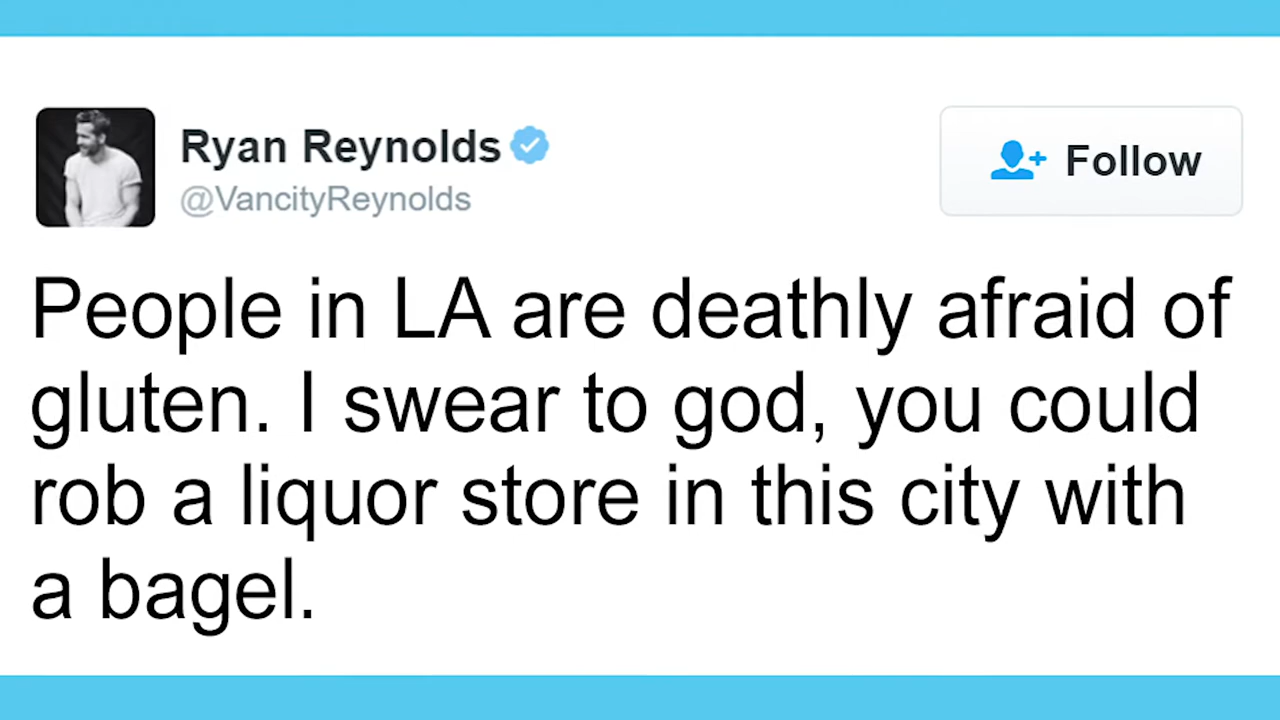 Ryan Reynolds
@VancityReynolds
Follow
People in LA are deathly afraid of
gluten. I swear to god, you could
rob a liquor store in this city with
a bagel.